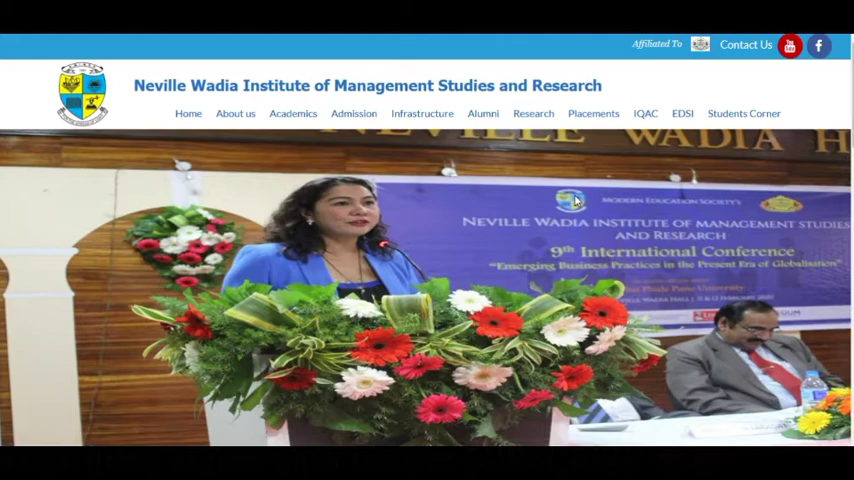 Affiliated To
Contact Us
Neville Wadia Institute of Management Studies and Research
Home About us Academics Admission Infrastructure Alumni Research Placements IQAC EDSI Students Corner
NEVILLE WADIA H
MODERN EDUCATION SOCIETY'S
NEVILLE WADIA INSTITUTE OF MANAGEMENT STUDIES
AND RESEARCH
9th International Conference
"Emerging Business Practices in the Present Era of Globalisation"
Phule Pune University